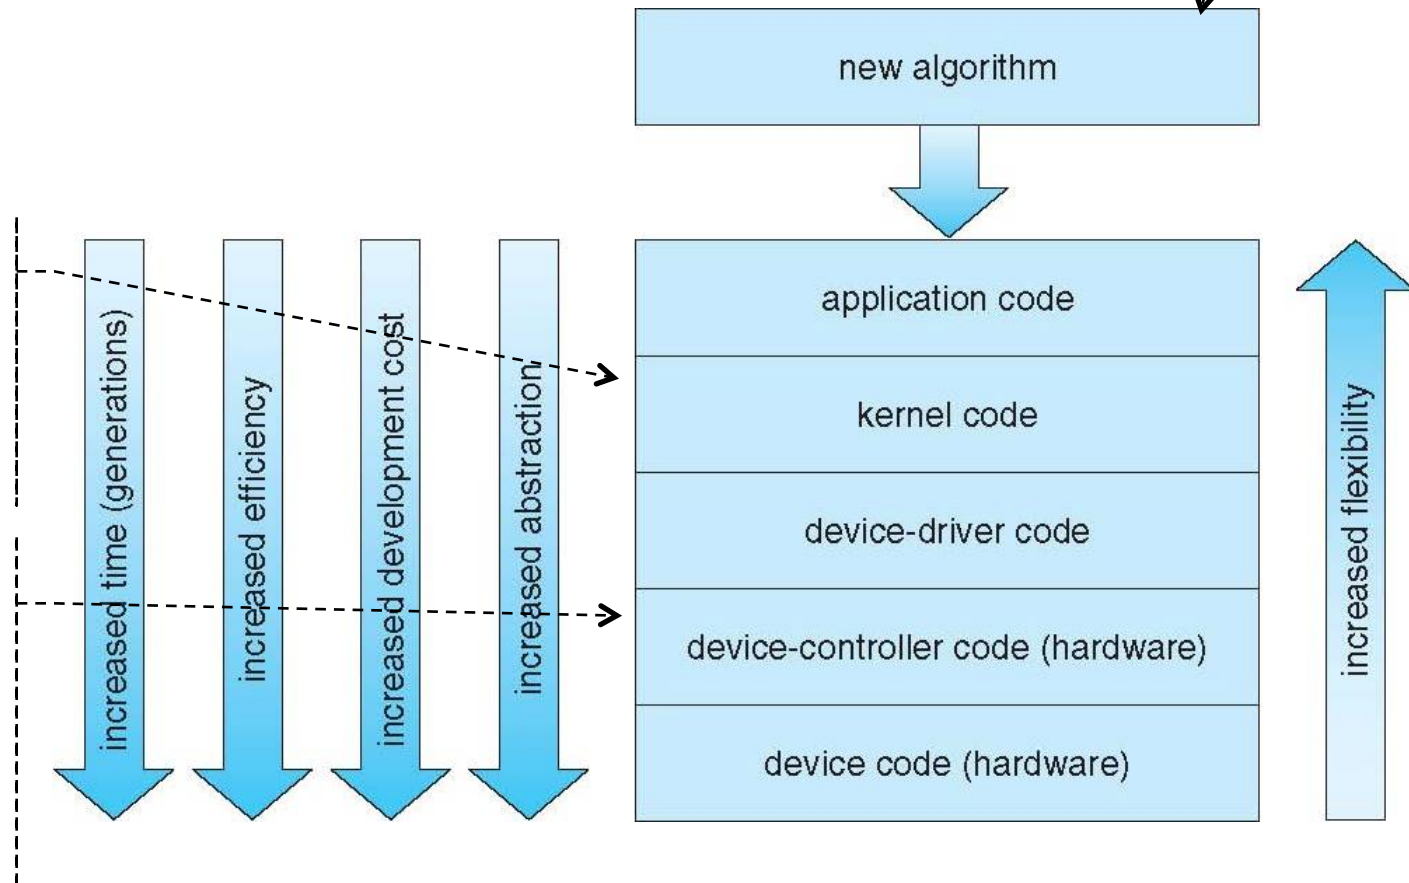 new algorithm
increased time (generations)
increased efficiency
increased development cost
increased abstraction
application code
kernel code
device-driver code
device-controller code (hardware)
device code (hardware)
increased flexibility